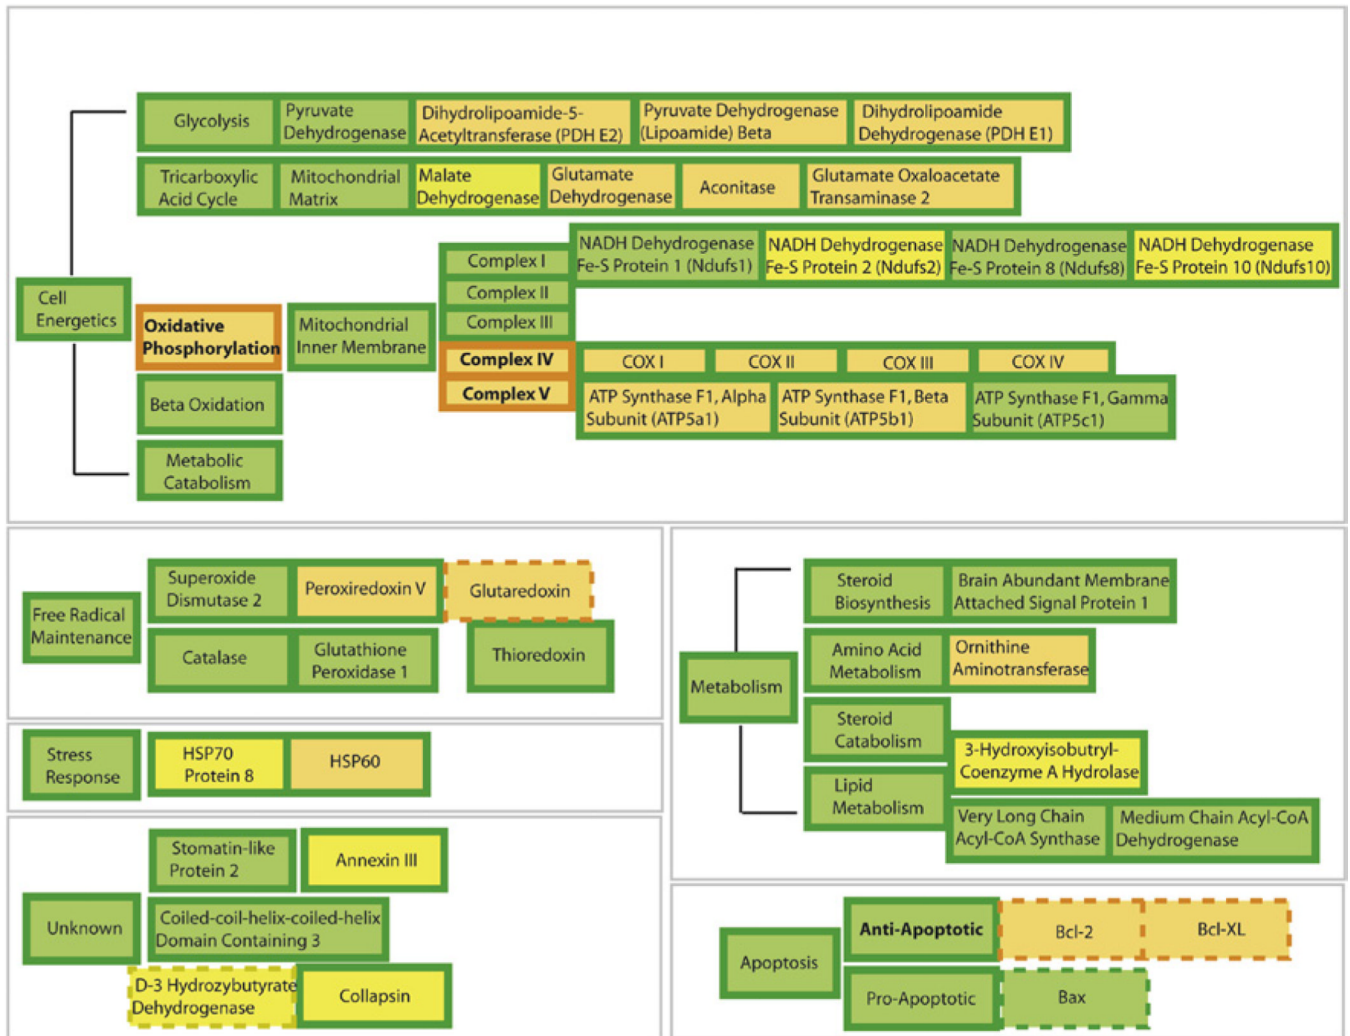 Glycolysis
Pyruvate
Dehydrogenase
Dihydrolipoamide-5-
Acetyltransferase (PDH E2)
Pyruvate Dehydrogenase
(Lipoamide) Beta
Dihydrolipoamide
Dehydrogenase (PDH E1)
Tricarboxylic
Acid Cycle
Mitochondrial
Matrix
Malate
Dehydrogenase
Glutamate
Dehydrogenase
Aconitase
Glutamate Oxaloacetate
Transaminase 2
Cell
Energetics
Oxidative
Phosphorylation
Mitochondrial
Inner Membrane
Complex I
NADH Dehydrogenase
Fe-S Protein 1 (Ndufs1)
NADH Dehydrogenase
Fe-S Protein 2 (Ndufs2)
NADH Dehydrogenase
Fe-S Protein 8 (Ndufs8)
NADH Dehydrogenase
Fe-S Protein 10 (Ndufs10)
Complex II
Complex III
Complex IV
COX I
COX II
COX III
COX IV
Complex V
ATP Synthase F1, Alpha
Subunit (ATP5a1)
ATP Synthase F1, Beta
Subunit (ATP5b1)
ATP Synthase F1, Gamma
Subunit (ATP5c1)
Beta Oxidation
Metabolic
Catabolism
Free Radical
Maintenance
Superoxide
Dismutase 2
Peroxiredoxin V
Glutaredoxin
Catalase
Glutathione
Peroxidase 1
Thioredoxin
Stress
Response
HSP70
Protein 8
HSP60
Unknown
Stomatin-like
Protein 2
Annexin III
Coiled-coil-helix-coiled-helix
Domain Containing 3
D-3 Hydrozybutyrate
Dehydrogenase
Collapsin
Metabolism
Steroid
Biosynthesis
Brain Abundant Membrane
Attached Signal Protein 1
Amino Acid
Metabolism
Ornithine
Aminotransferase
Steroid
Catabolism
3-Hydroxyisobutryl-
Coenzyme A Hydrolase
Lipid
Metabolism
Very Long Chain
Acyl-CoA Synthase
Medium Chain Acyl-CoA
Dehydrogenase
Apoptosis
Anti-Apoptotic
Bcl-2
Bcl-XL
Pro-Apoptotic
Bax